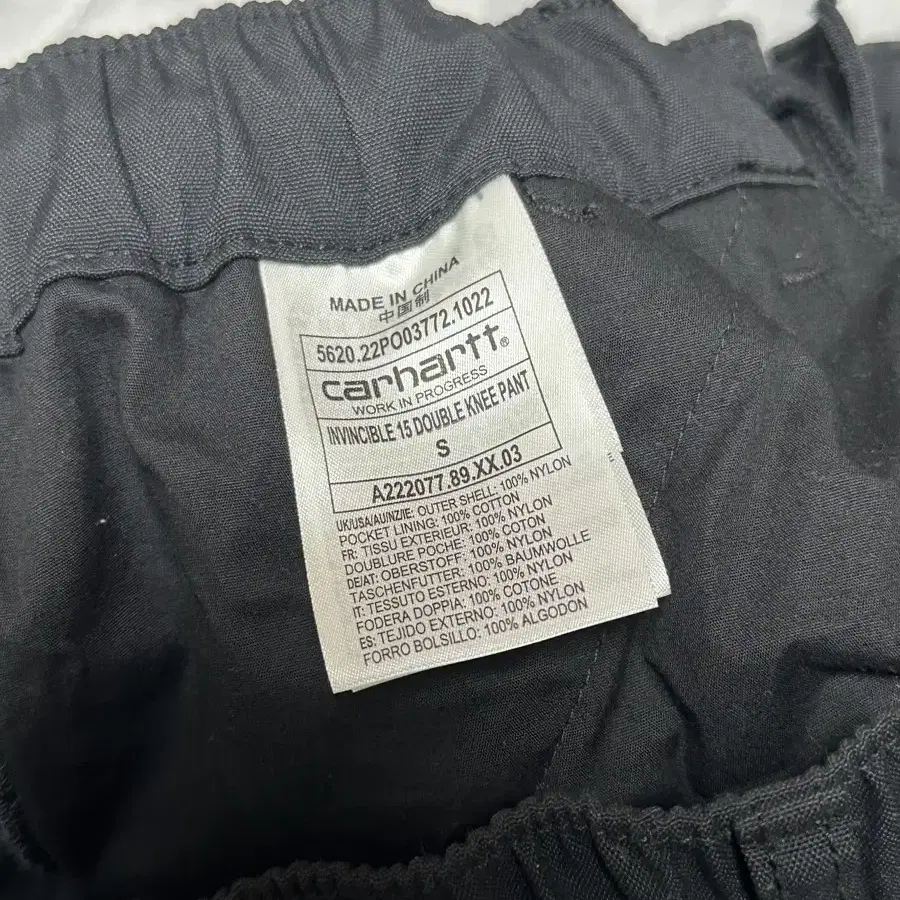 MADE IN CHINA
中国制
5620.22PO03772.1022
carhartt®
WORK IN PROGRESS
INVINCIBLE 15 DOUBLE KNEE PANT
S
A222077.89.XX.03
UK/USA/AU/NZ/IE: OUTER SHELL: 100% NYLON
POCKET LINING: 100% COTTON
FR: TISSU EXTERIEUR: 100% NYLON
DOUBLURE POCHE: 100% COTON
DE/AT: OBERSTOFF: 100% NYLON
TASCHENFUTTER: 100% BAUMWOLLE
IT: TESSUTO ESTERNO: 100% NYLON
FODERA DOPPIA: 100% COTONE
ES: TEJIDO EXTERNO: 100% NYLON
FORRO BOLSILLO: 100% ALGODON